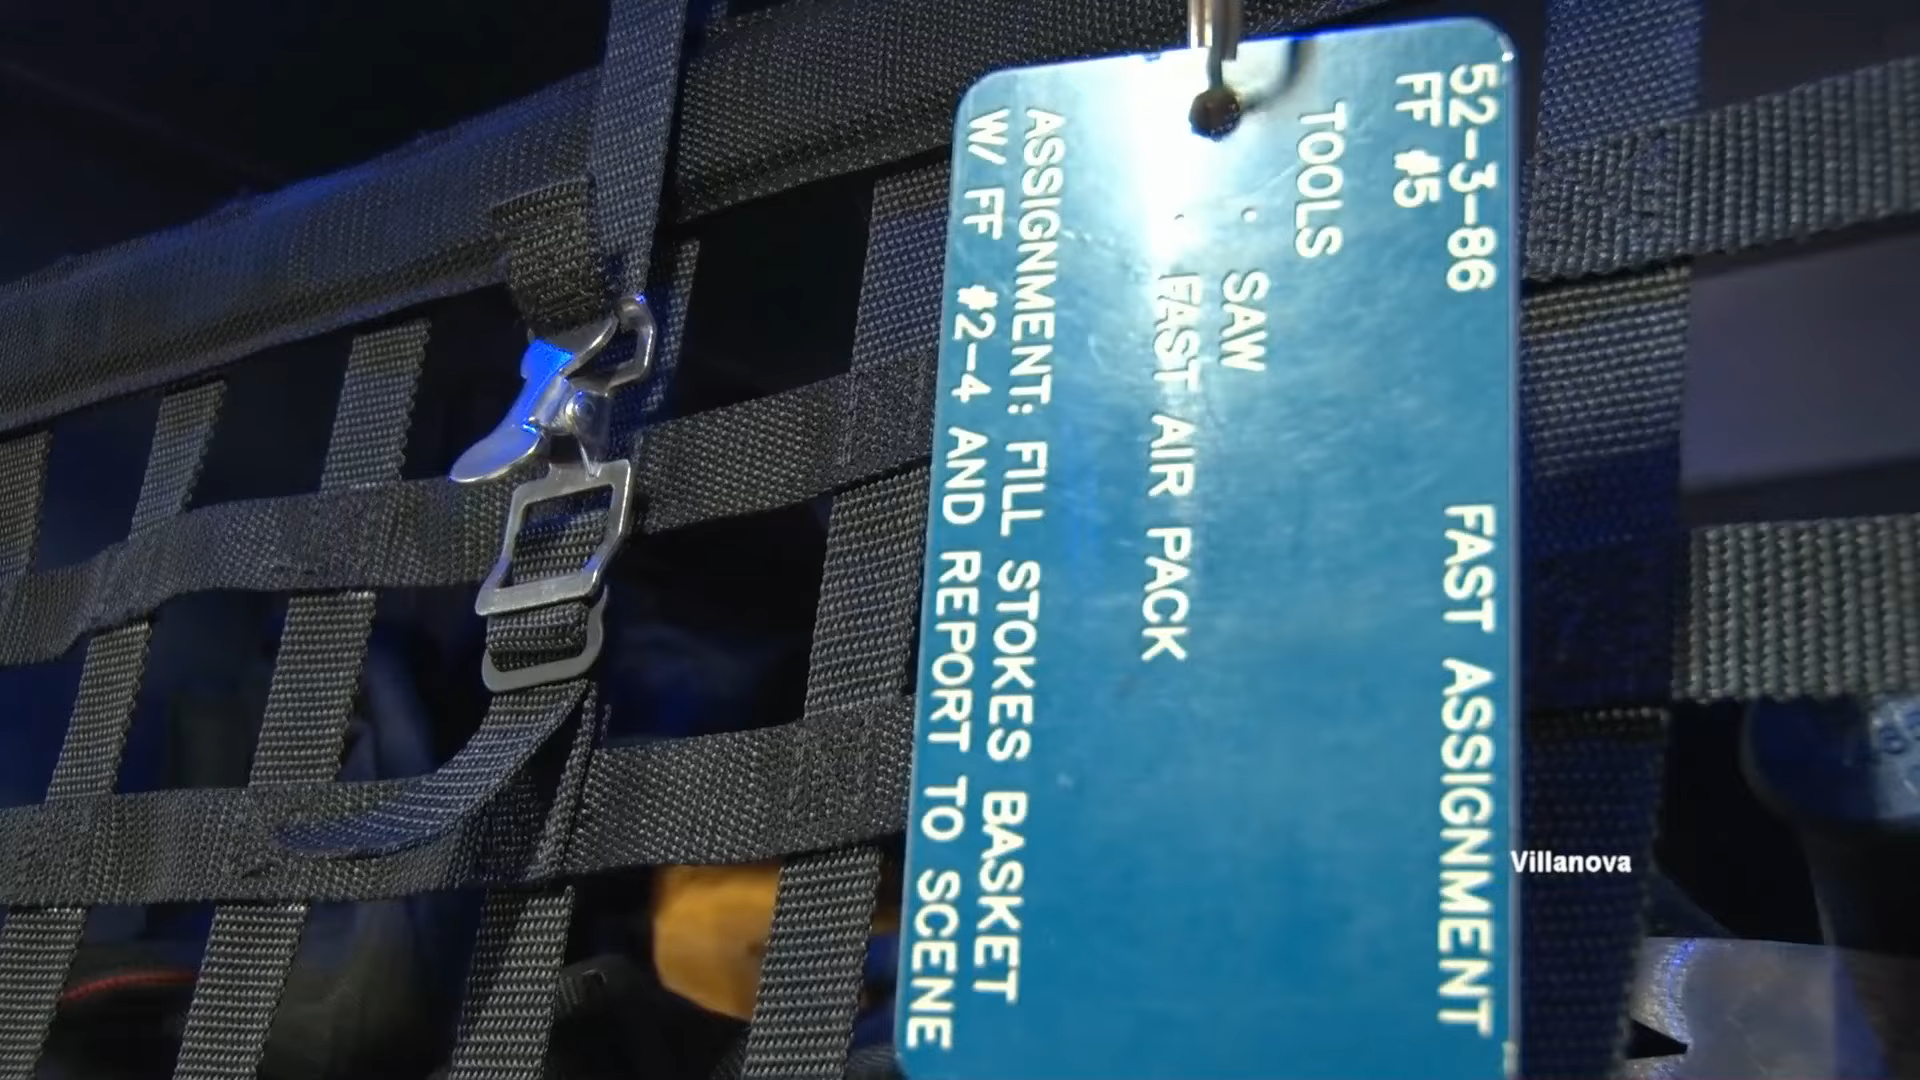 52-3-86 FAST ASSIGNMENT
FF #5
TOOLS
· SAW
· FAST AIR PACK
ASSIGNMENT: FILL STOKES BASKET
W/ FF #2-4 AND REPORT TO SCENE
Villanova